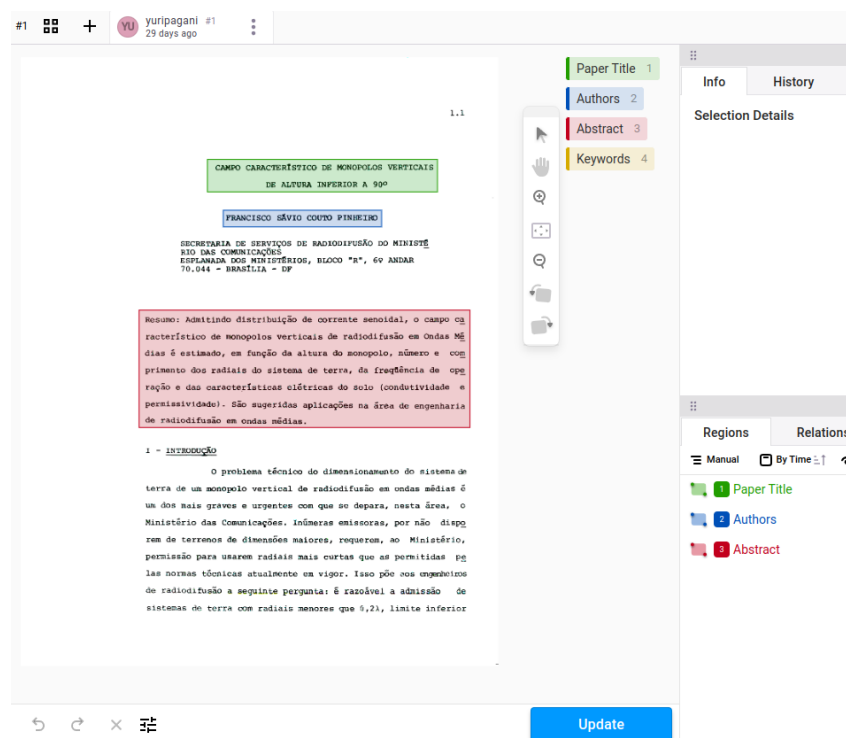 #1
YU
yuripagani #1
29 days ago
1.1
CAMPO CARACTERÍSTICO DE MONOPOLOS VERTICAIS
DE ALTURA INFERIOR A 90º
FRANCISCO SÁVIO COUTO PINHEIRO
SECRETARIA DE SERVIÇOS DE RADIODIFUSÃO DO MINISTÉ
RIO DAS COMUNICAÇÕES
ESPLANADA DOS MINISTÉRIOS, BLOCO "R", 6º ANDAR
70.044 - BRASÍLIA - DF
Resumo: Admitindo distribuição de corrente senoidal, o campo ca
racterístico de monopolos verticais de radiodifusão em Ondas Mé
dias é estimado, em função da altura do monopolo, número e com
primento dos radiais do sistema de terra, da freqüência de ope
ração e das características elétricas do solo (condutividade e
permissividade). São sugeridas aplicações na área de engenharia
de radiodifusão em ondas médias.
I - INTRODUÇÃO
O problema técnico do dimensionamento do sistema de
terra de um monopolo vertical de radiodifusão em ondas médias é
um dos mais graves e urgentes com que se depara, nesta área, o
Ministério das Comunicações. Inúmeras emissoras, por não dispo
rem de terrenos de dimensões maiores, requerem, ao Ministério,
permissão para usarem radiais mais curtas que as permitidas pe
las normas técnicas atualmente em vigor. Isso põe aos engenheiros
de radiodifusão a seguinte pergunta: é razoável a admissão de
sistemas de terra com radiais menores que 0,2λ, limite inferior
Paper Title 1
Authors 2
Abstract 3
Keywords 4
Info
History
Selection Details
Regions
Relations
Manual
By Time
1 Paper Title
2 Authors
3 Abstract
Update